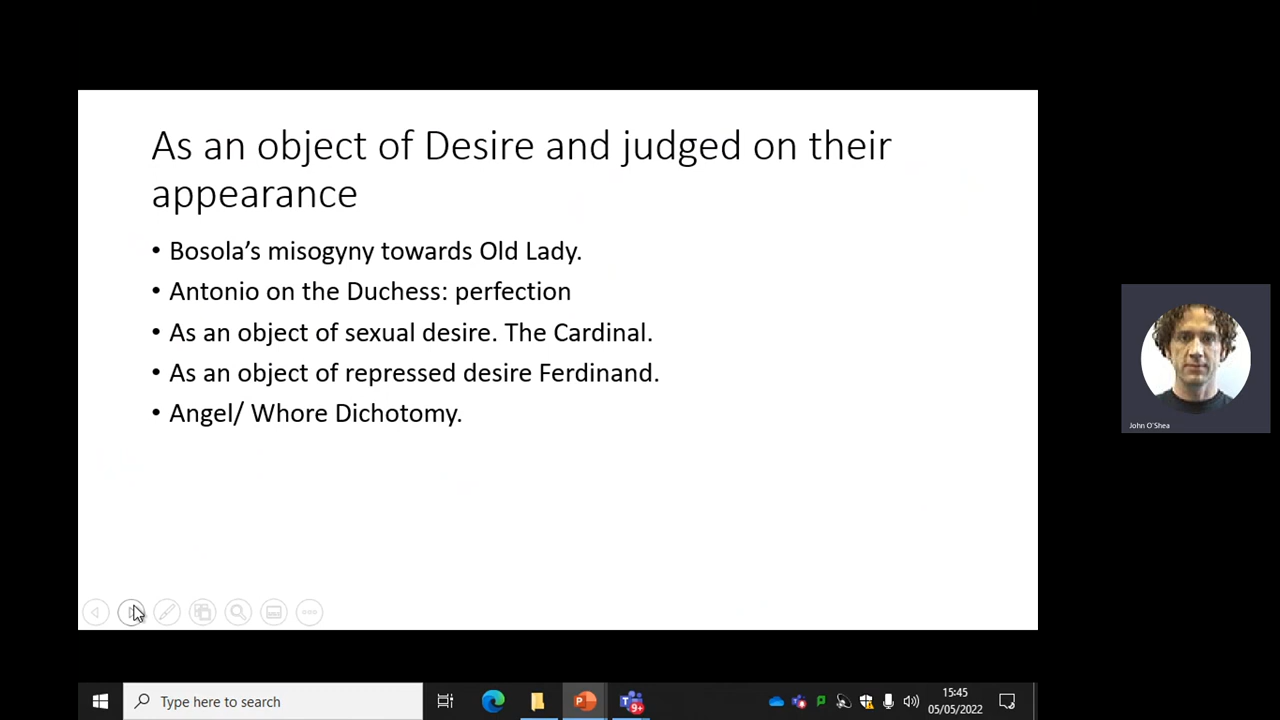 As an object of Desire and judged on their
appearance
• Bosola’s misogyny towards Old Lady.
• Antonio on the Duchess: perfection
• As an object of sexual desire. The Cardinal.
• As an object of repressed desire Ferdinand.
• Angel/ Whore Dichotomy.
John O'Shea
Type here to search
9+
15:45
05/05/2022